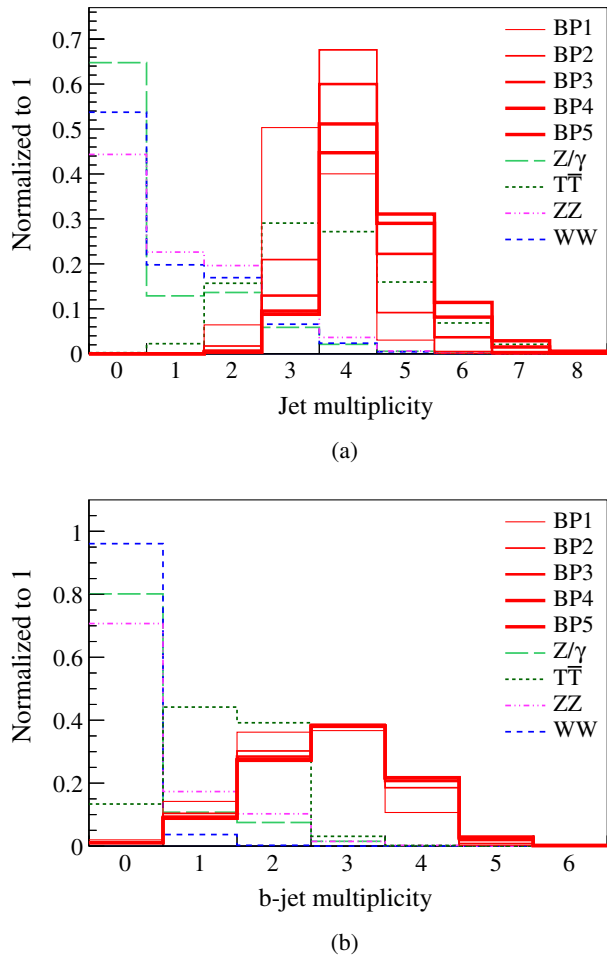 Normalized to 1
0.7
0.6
0.5
0.4
0.3
0.2
0.1
0
BP1
BP2
BP3
BP4
BP5
Z/γ
TT̅
ZZ
WW
0 1 2 3 4 5 6 7 8
Jet multiplicity
(a)
Normalized to 1
1
0.8
0.6
0.4
0.2
0
BP1
BP2
BP3
BP4
BP5
Z/γ
TT̅
ZZ
WW
0 1 2 3 4 5 6
b-jet multiplicity
(b)